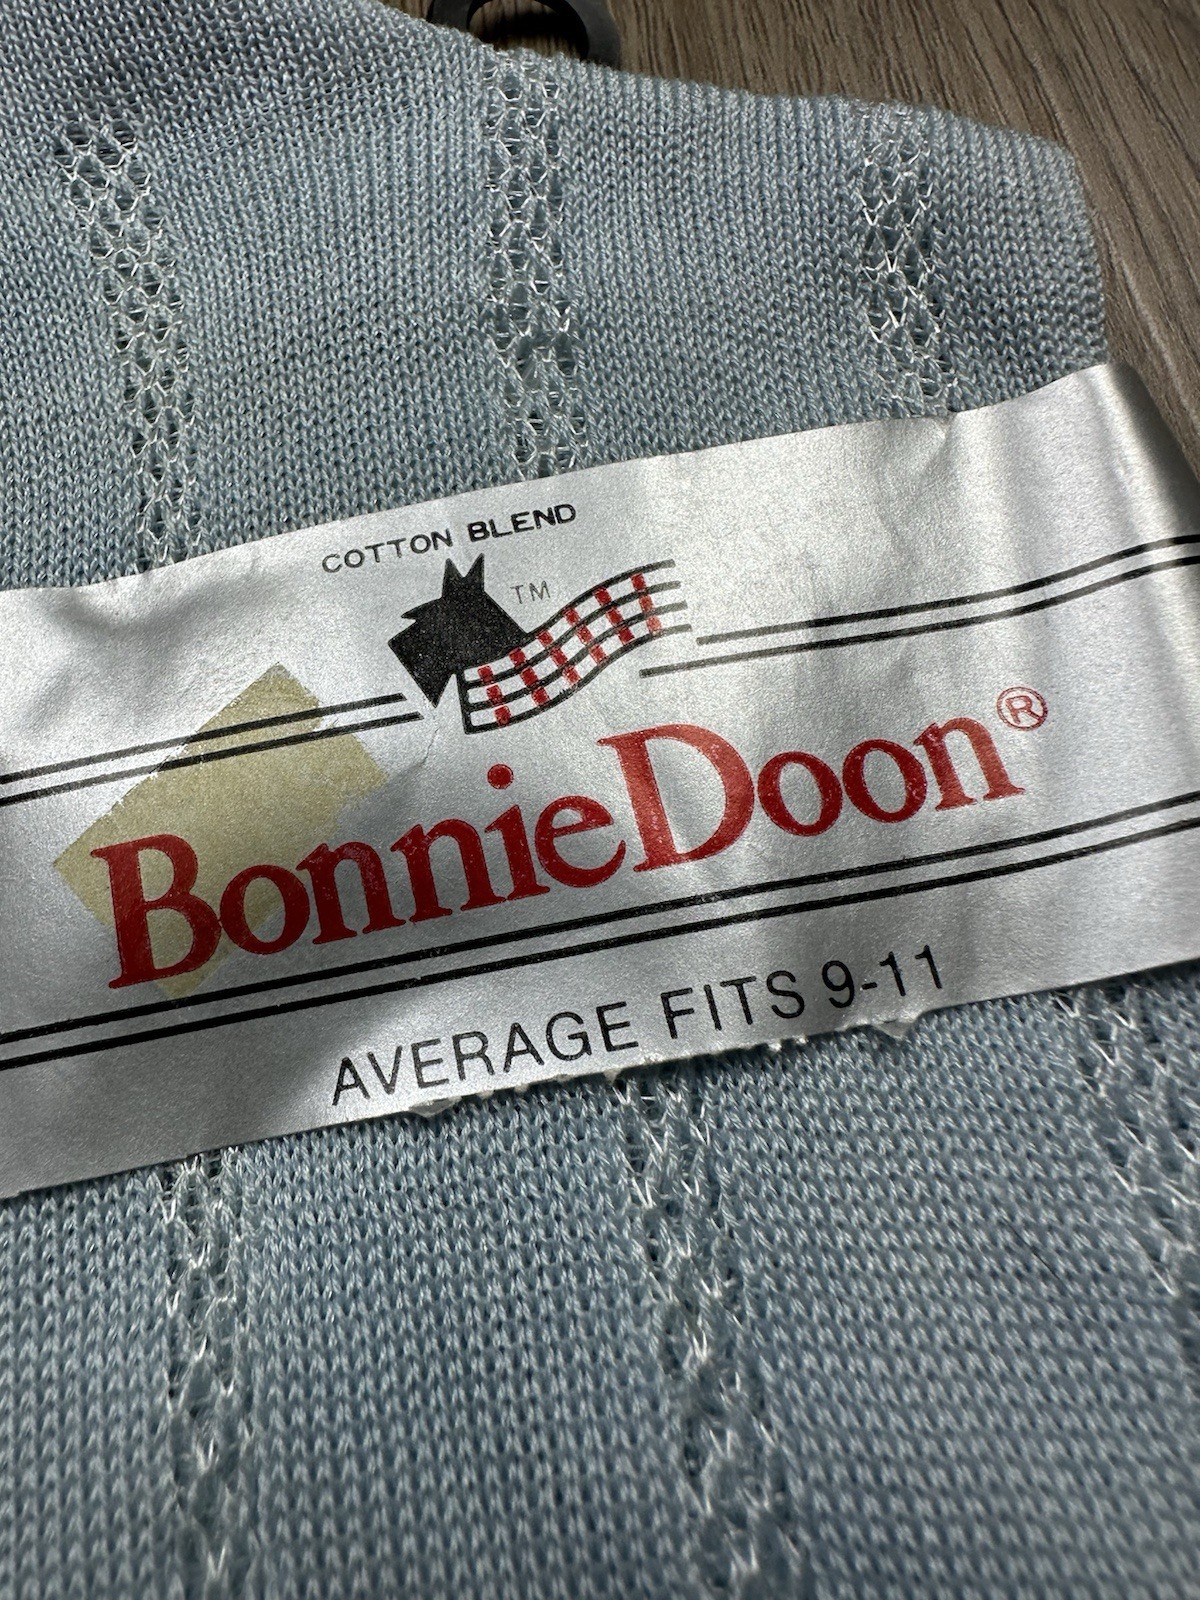 COTTON BLEND
TM
BonnieDoon®
AVERAGE FITS 9-11